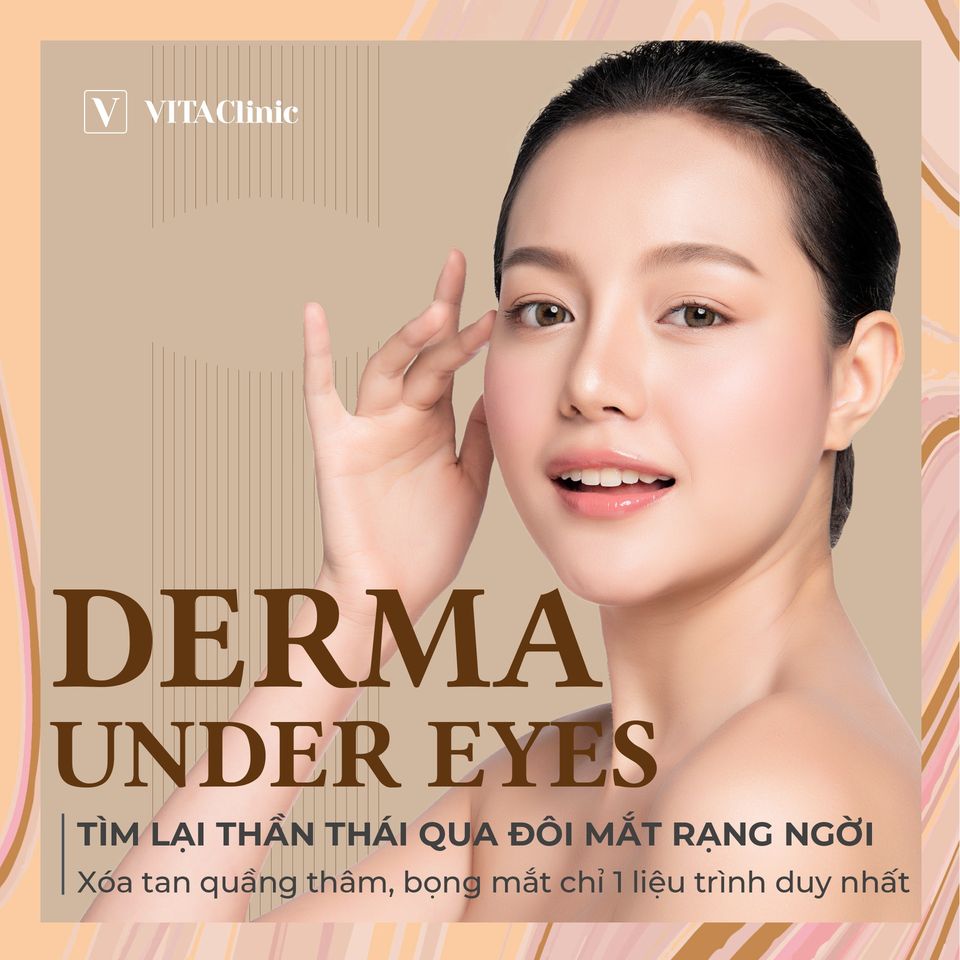 V VITAClinic
DERMA
UNDER EYES
TÌM LẠI THẦN THÁI QUA ĐÔI MẮT RẠNG NGỜI
Xóa tan quầng thâm, bọng mắt chỉ 1 liệu trình duy nhất